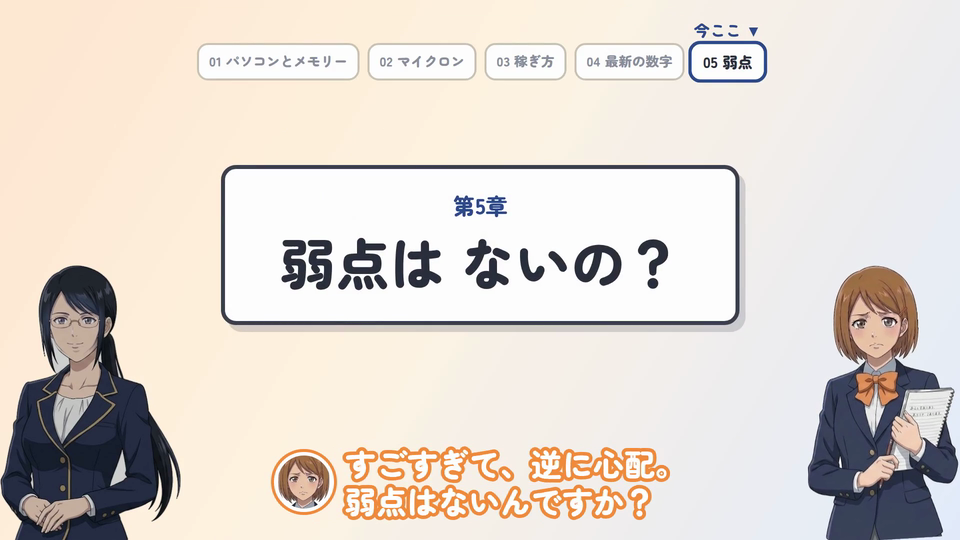 今ここ ▼
01 パソコンとメモリー
02 マイクロン
03 稼ぎ方
04 最新の数字
05 弱点
第5章
弱点は ないの？
すごすぎて、逆に心配。
弱点はないんですか？